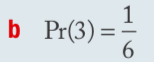 b Pr(3) = 1/6